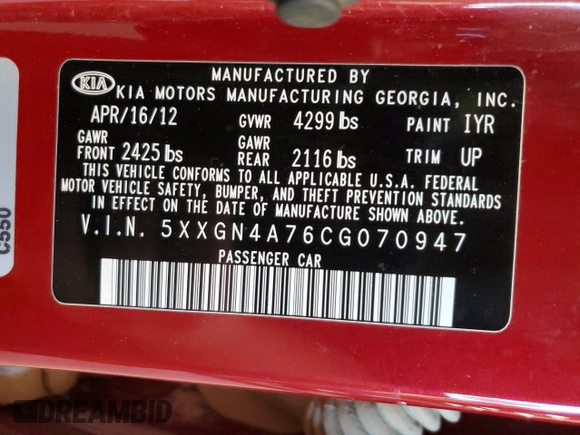 MANUFACTURED BY
KIA KIA MOTORS MANUFACTURING GEORGIA, INC.
APR/16/12 GVWR 4299 lbs PAINT IYR
GAWR FRONT 2425 lbs GAWR REAR 2116 lbs TRIM UP
THIS VEHICLE CONFORMS TO ALL APPLICABLE U.S.A. FEDERAL
MOTOR VEHICLE SAFETY, BUMPER, AND THEFT PREVENTION STANDARDS
IN EFFECT ON THE DATE OF MANUFACTURE SHOWN ABOVE.
V.I.N. 5XXGN4A76CG070947
PASSENGER CAR
C550
DREAMBID